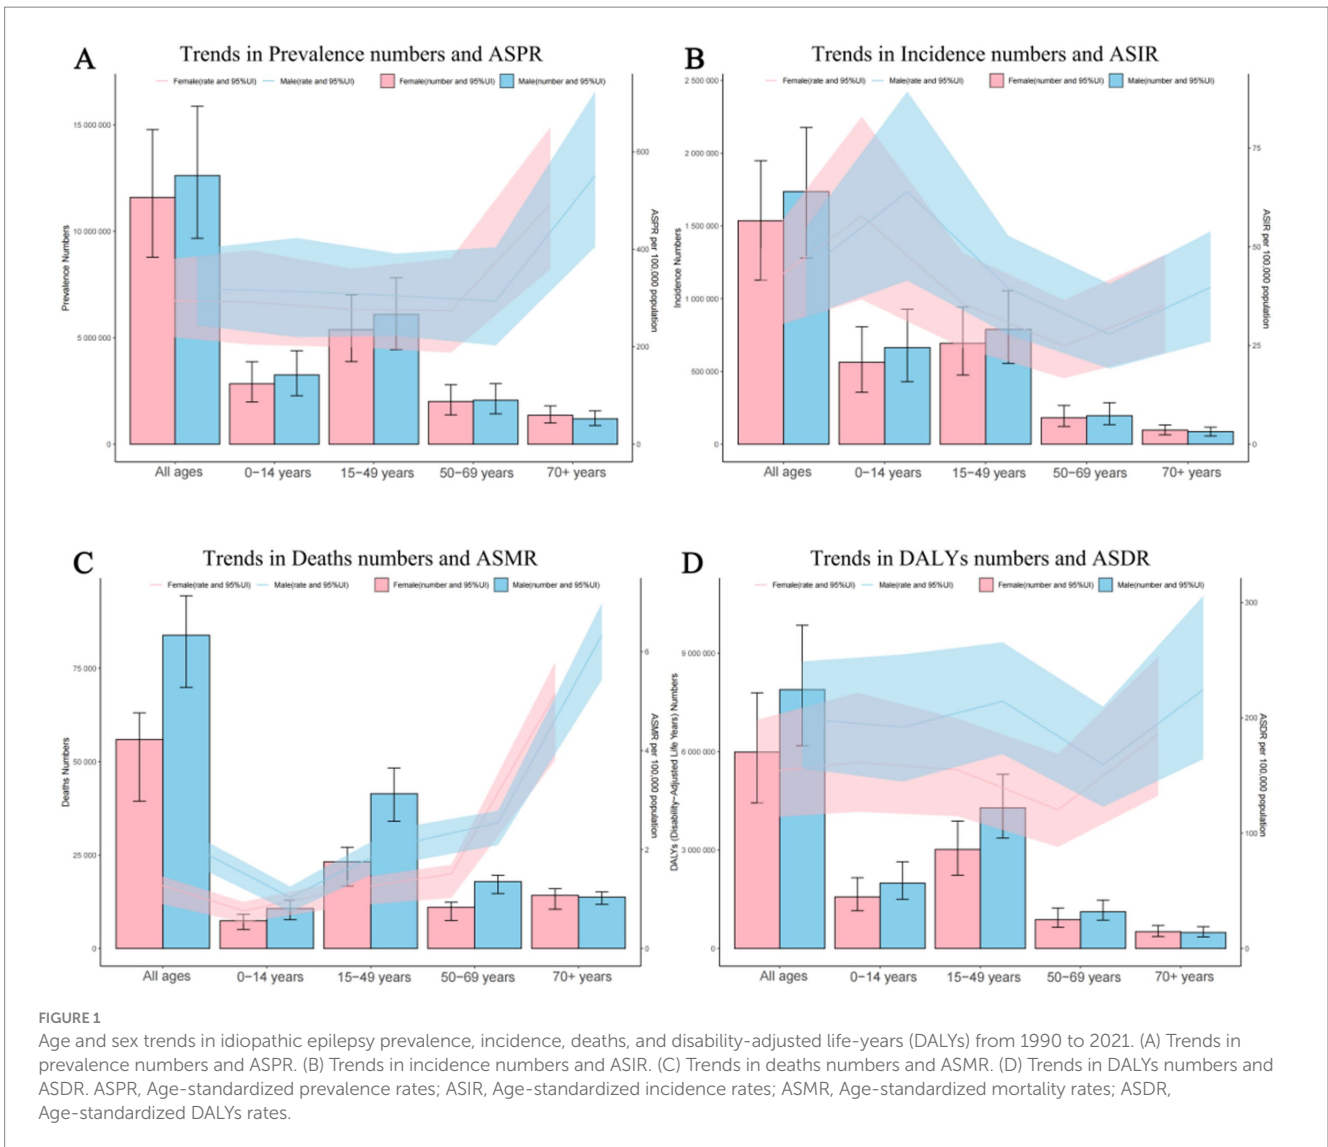 A
Trends in Prevalence numbers and ASPR
Female(rate and 95%UI) Male(rate and 95%UI) Female(number and 95%UI) Male(number and 95%UI)
15 000 000
10 000 000
5 000 000
0
Prevalence Numbers
600
400
200
0
ASPR per 100,000 population
All ages 0−14 years 15−49 years 50−69 years 70+ years
B
Trends in Incidence numbers and ASIR
Female(rate and 95%UI) Male(rate and 95%UI) Female(number and 95%UI) Male(number and 95%UI)
2 500 000
2 000 000
1 500 000
1 000 000
500 000
0
Incidence Numbers
75
50
25
0
ASIR per 100,000 population
All ages 0−14 years 15−49 years 50−69 years 70+ years
C
Trends in Deaths numbers and ASMR
Female(rate and 95%UI) Male(rate and 95%UI) Female(number and 95%UI) Male(number and 95%UI)
75 000
50 000
25 000
0
Deaths Numbers
6
4
2
0
ASMR per 100,000 population
All ages 0−14 years 15−49 years 50−69 years 70+ years
D
Trends in DALYs numbers and ASDR
Female(rate and 95%UI) Male(rate and 95%UI) Female(number and 95%UI) Male(number and 95%UI)
9 000 000
6 000 000
3 000 000
0
DALYs (Disability−Adjusted Life Years) Numbers
300
200
100
0
ASDR per 100,000 population
All ages 0−14 years 15−49 years 50−69 years 70+ years
FIGURE 1
Age and sex trends in idiopathic epilepsy prevalence, incidence, deaths, and disability-adjusted life-years (DALYs) from 1990 to 2021. (A) Trends in
prevalence numbers and ASPR. (B) Trends in incidence numbers and ASIR. (C) Trends in deaths numbers and ASMR. (D) Trends in DALYs numbers and
ASDR. ASPR, Age-standardized prevalence rates; ASIR, Age-standardized incidence rates; ASMR, Age-standardized mortality rates; ASDR,
Age-standardized DALYs rates.